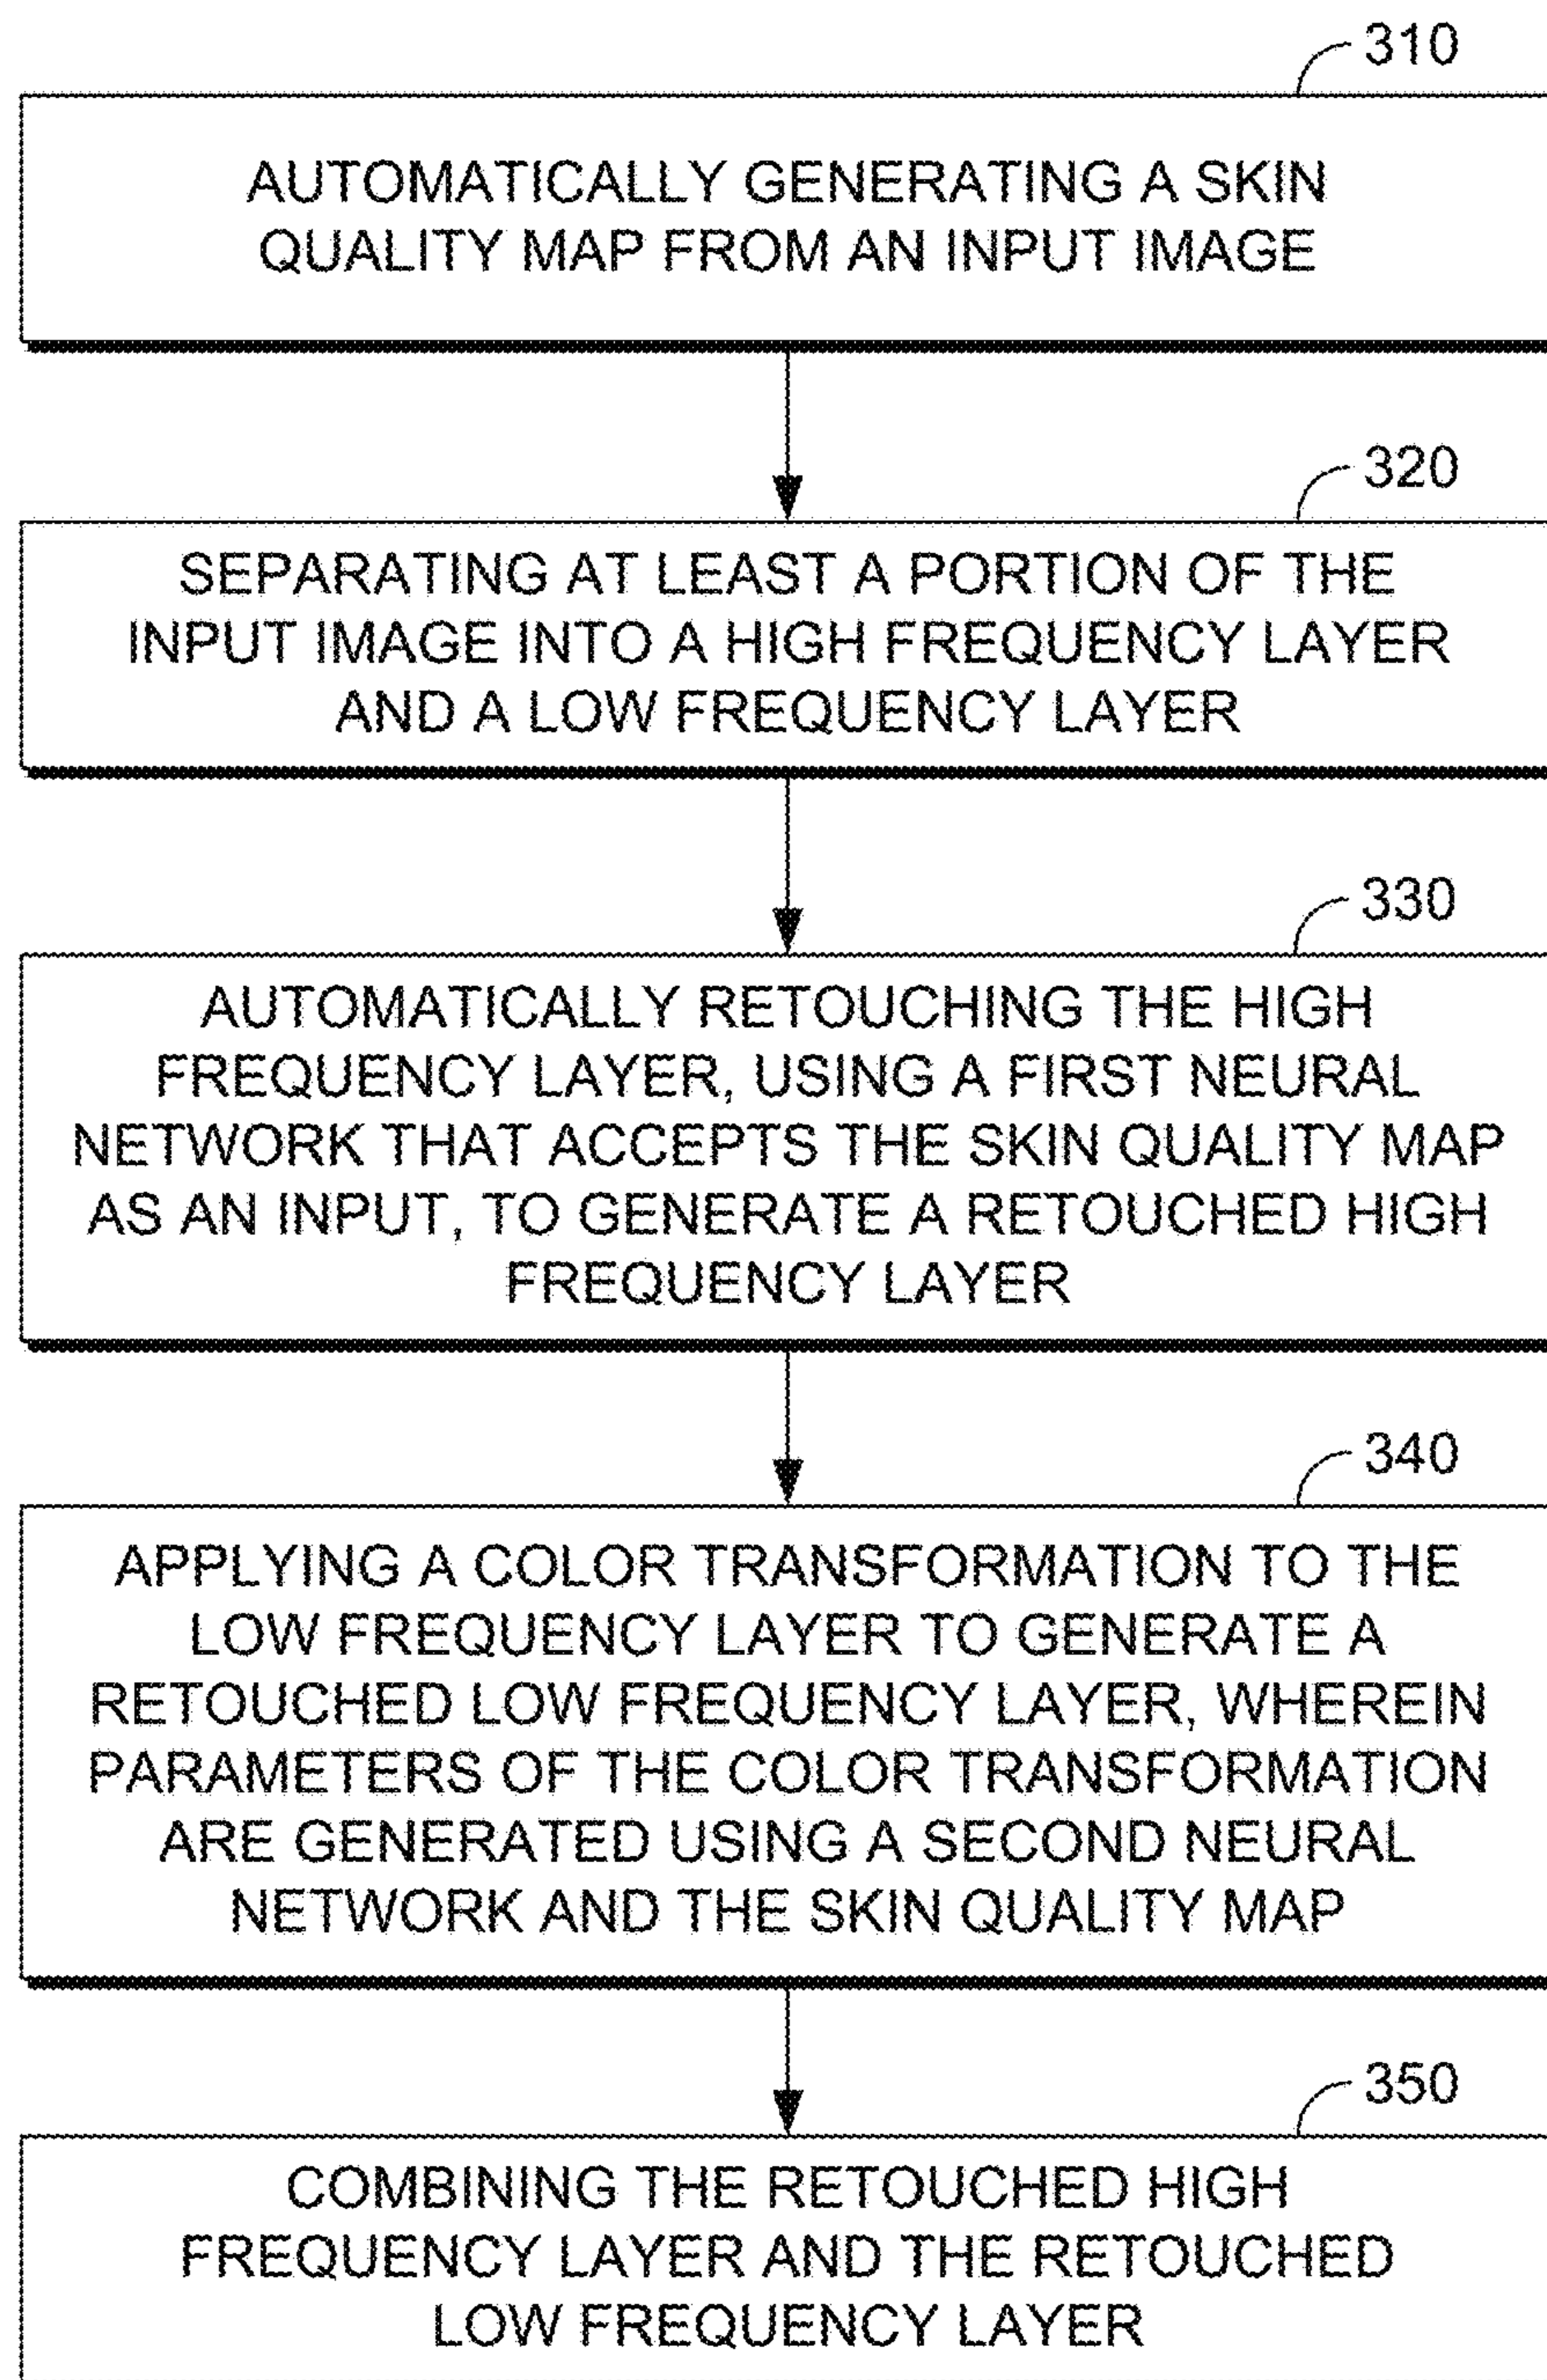 310
AUTOMATICALLY GENERATING A SKIN
QUALITY MAP FROM AN INPUT IMAGE
320
SEPARATING AT LEAST A PORTION OF THE
INPUT IMAGE INTO A HIGH FREQUENCY LAYER
AND A LOW FREQUENCY LAYER
330
AUTOMATICALLY RETOUCHING THE HIGH
FREQUENCY LAYER, USING A FIRST NEURAL
NETWORK THAT ACCEPTS THE SKIN QUALITY MAP
AS AN INPUT, TO GENERATE A RETOUCHED HIGH
FREQUENCY LAYER
340
APPLYING A COLOR TRANSFORMATION TO THE
LOW FREQUENCY LAYER TO GENERATE A
RETOUCHED LOW FREQUENCY LAYER, WHEREIN
PARAMETERS OF THE COLOR TRANSFORMATION
ARE GENERATED USING A SECOND NEURAL
NETWORK AND THE SKIN QUALITY MAP
350
COMBINING THE RETOUCHED HIGH
FREQUENCY LAYER AND THE RETOUCHED
LOW FREQUENCY LAYER